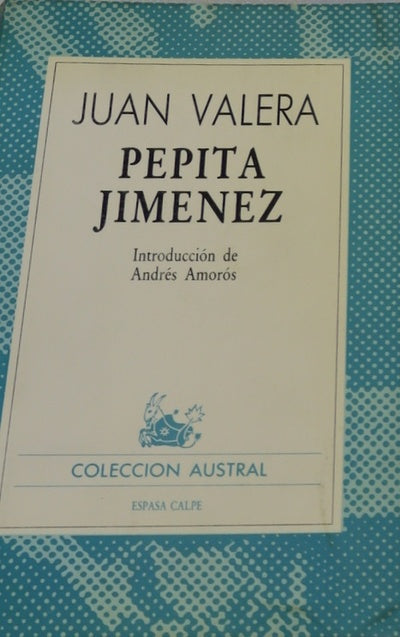 JUAN VALERA
PEPITA
JIMENEZ
Introducción de
Andrés Amorós
COLECCION AUSTRAL
ESPASA CALPE